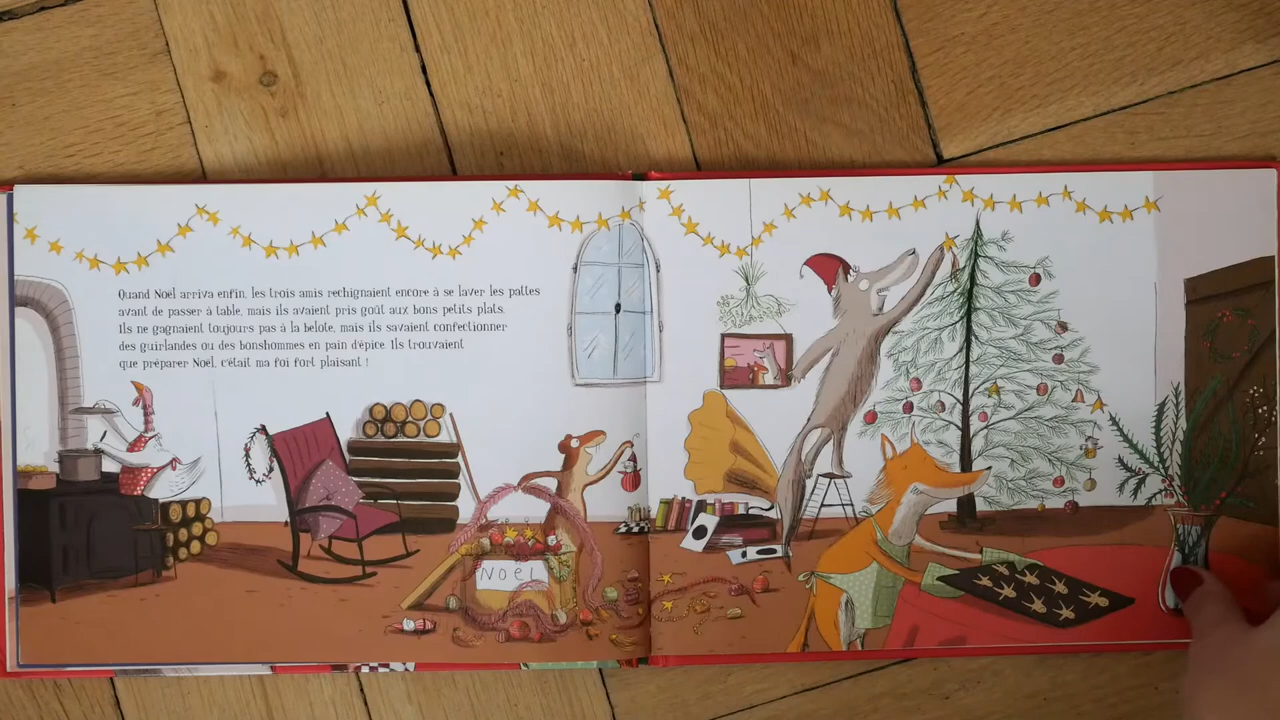 Quand Noël arriva enfin, les trois amis rechignaient encore à se laver les pattes
avant de passer à table, mais ils avaient pris goût aux bons petits plats.
Ils ne gagnaient toujours pas à la belote, mais ils savaient confectionner
des guirlandes ou des bonshommes en pain d'épice. Ils trouvaient
que préparer Noël, c'était ma foi fort plaisant !
NOËL